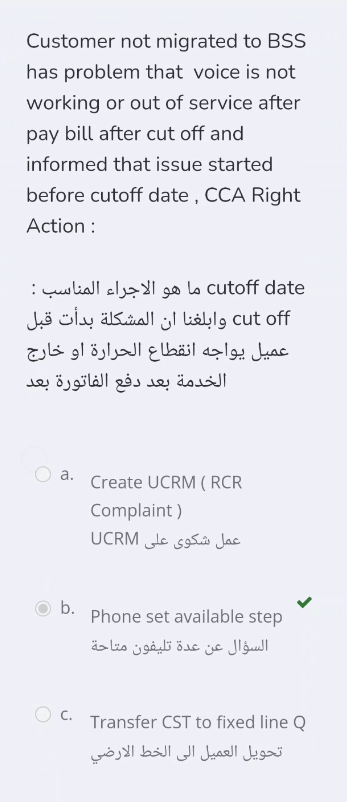 Customer not migrated to BSS
has problem that voice is not
working or out of service after
pay bill after cut off and
informed that issue started
before cutoff date , CCA Right
Action :
ما هو الاجراء المناسب : cutoff date
وابلغنا ان المشكلة بدأت قبل cut off
عميل يواجه انقطاع الحرارة او خارج
الخدمة بعد دفع الفاتورة بعد
a. Create UCRM ( RCR
Complaint )
عمل شكوى على UCRM
b. Phone set available step
السؤال عن عدة تليفون متاحة
c. Transfer CST to fixed line Q
تحويل العميل الى الخط الارضي